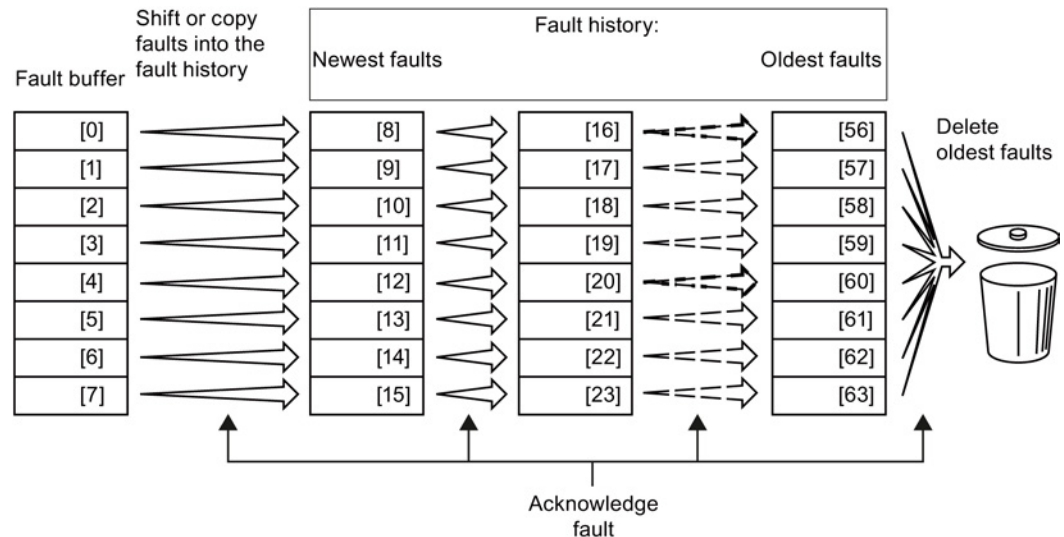 Shift or copy
faults into the
fault history
Fault history:
Newest faults
Oldest faults
Fault buffer
Delete
oldest faults
[0] [8] [16] [56]
[1] [9] [17] [57]
[2] [10] [18] [58]
[3] [11] [19] [59]
[4] [12] [20] [60]
[5] [13] [21] [61]
[6] [14] [22] [62]
[7] [15] [23] [63]
Acknowledge
fault